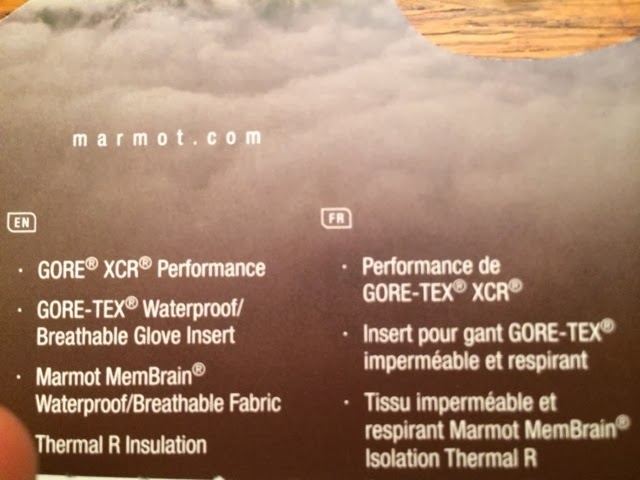 marmot.com
EN
· GORE® XCR® Performance
· GORE-TEX® Waterproof/
Breathable Glove Insert
· Marmot MemBrain®
Waterproof/Breathable Fabric
Thermal R Insulation
FR
· Performance de
GORE-TEX® XCR®
· Insert pour gant GORE-TEX®
imperméable et respirant
· Tissu imperméable et
respirant Marmot MemBrain®
Isolation Thermal R